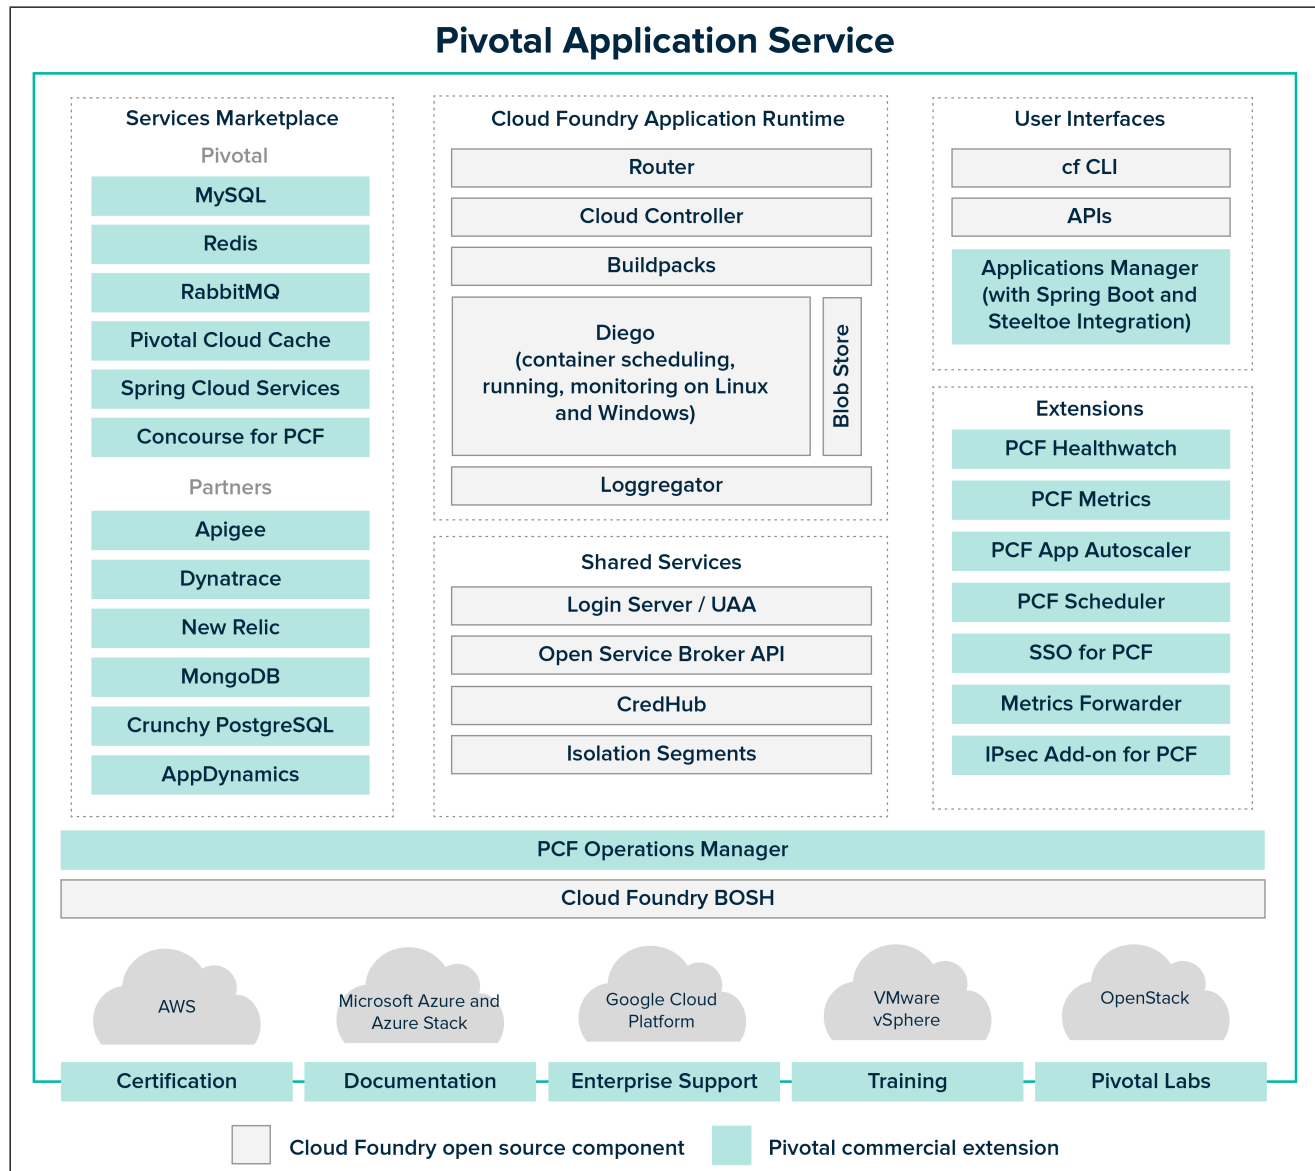 Pivotal Application Service
Services Marketplace
Pivotal
MySQL
Redis
RabbitMQ
Pivotal Cloud Cache
Spring Cloud Services
Concourse for PCF
Partners
Apigee
Dynatrace
New Relic
MongoDB
Crunchy PostgreSQL
AppDynamics
Cloud Foundry Application Runtime
Router
Cloud Controller
Buildpacks
Diego
(container scheduling,
running, monitoring on Linux
and Windows)
Blob Store
Loggregator
Shared Services
Login Server / UAA
Open Service Broker API
CredHub
Isolation Segments
User Interfaces
cf CLI
APIs
Applications Manager
(with Spring Boot and
Steeltoe Integration)
Extensions
PCF Healthwatch
PCF Metrics
PCF App Autoscaler
PCF Scheduler
SSO for PCF
Metrics Forwarder
IPsec Add-on for PCF
PCF Operations Manager
Cloud Foundry BOSH
AWS
Microsoft Azure and
Azure Stack
Google Cloud
Platform
VMware
vSphere
OpenStack
Certification
Documentation
Enterprise Support
Training
Pivotal Labs
Cloud Foundry open source component
Pivotal commercial extension